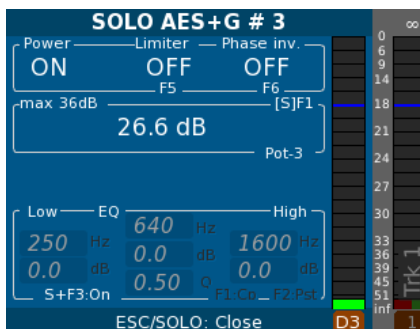 SOLO AES+G # 3
Power Limiter Phase inv.
ON OFF OFF
F5 F6
max 36dB [S]F1
26.6 dB
Pot-3
Low EQ High
250 Hz 640 Hz 1600 Hz
0.0 dB 0.0 dB 0.0 dB
0.50 Q
S+F3:On F1:Co F2:Pst
ESC/SOLO: Close
∞
0
6
9
14
18
21
24
27
30
33
36
39
45
51
inf
D3
Trk 1
1